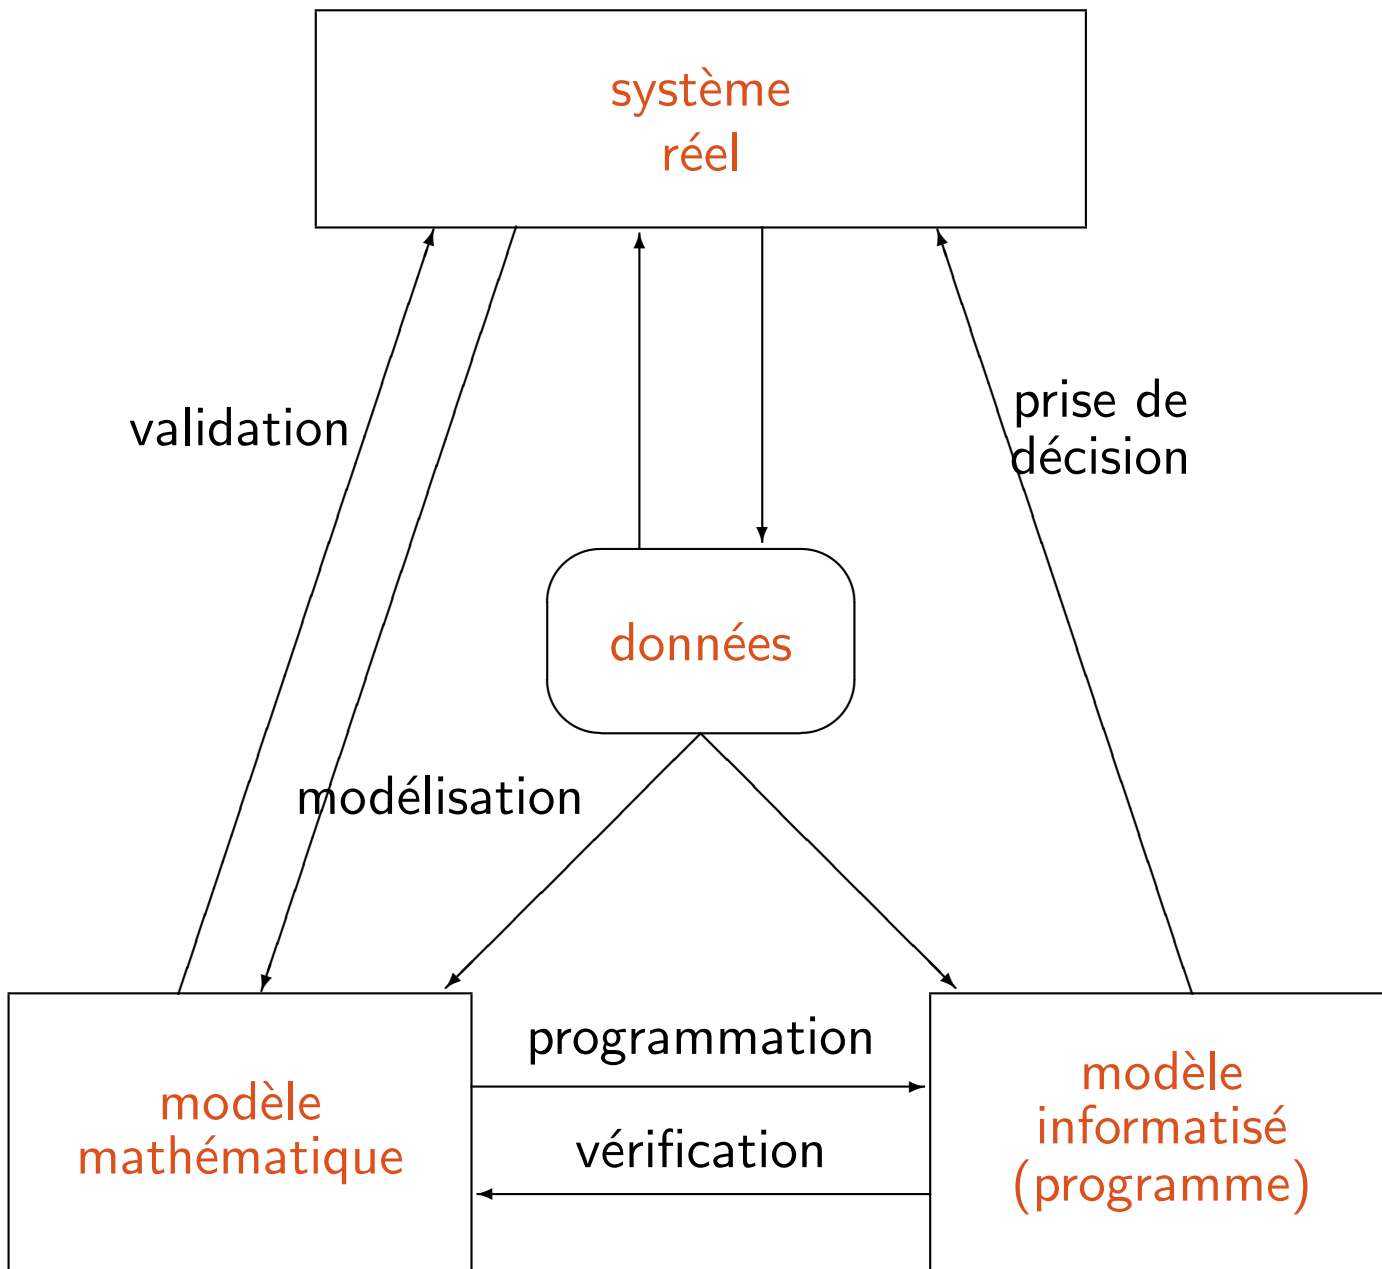 système
réel
validation
prise de
décision
données
modélisation
programmation
modèle
mathématique
vérification
modèle
informatisé
(programme)